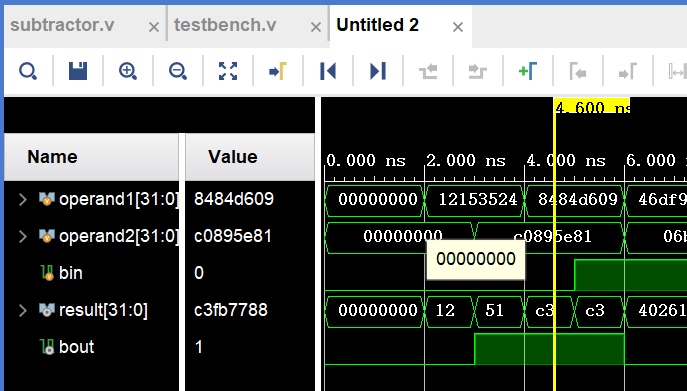 subtractor.v × testbench.v × Untitled 2 ×
4.600 ns
Name Value
0.000 ns 2.000 ns 4.000 ns 6.000
operand1[31:0] 8484d609 00000000 12153524 8484d609 46df9
operand2[31:0] c0895e81 00000000 c0895e81 06b
00000000
bin 0
result[31:0] c3fb7788 00000000 12 51 c3 c3 40261
bout 1